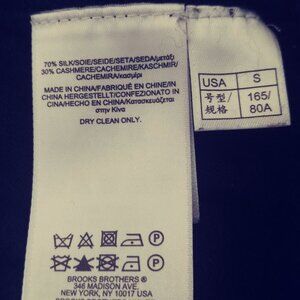 70% SILK/SOIE/SEIDE/SETA/SEDA/μετάξι
30% CASHMERE/CACHEMIRE/KASCHMIR/
CACHEMIRA/κασμίρι
MADE IN CHINA/FABRIQUÉ EN CHINE/IN
CHINA HERGESTELLT/CONFEZIONATO IN
CINA/HECHO EN CHINA/Κατασκευάζεται
στην Κίνα
DRY CLEAN ONLY.
BROOKS BROTHERS ®
346 MADISON AVE.
NEW YORK, NY 10017
USA S
号型/ 165/
规格 80A